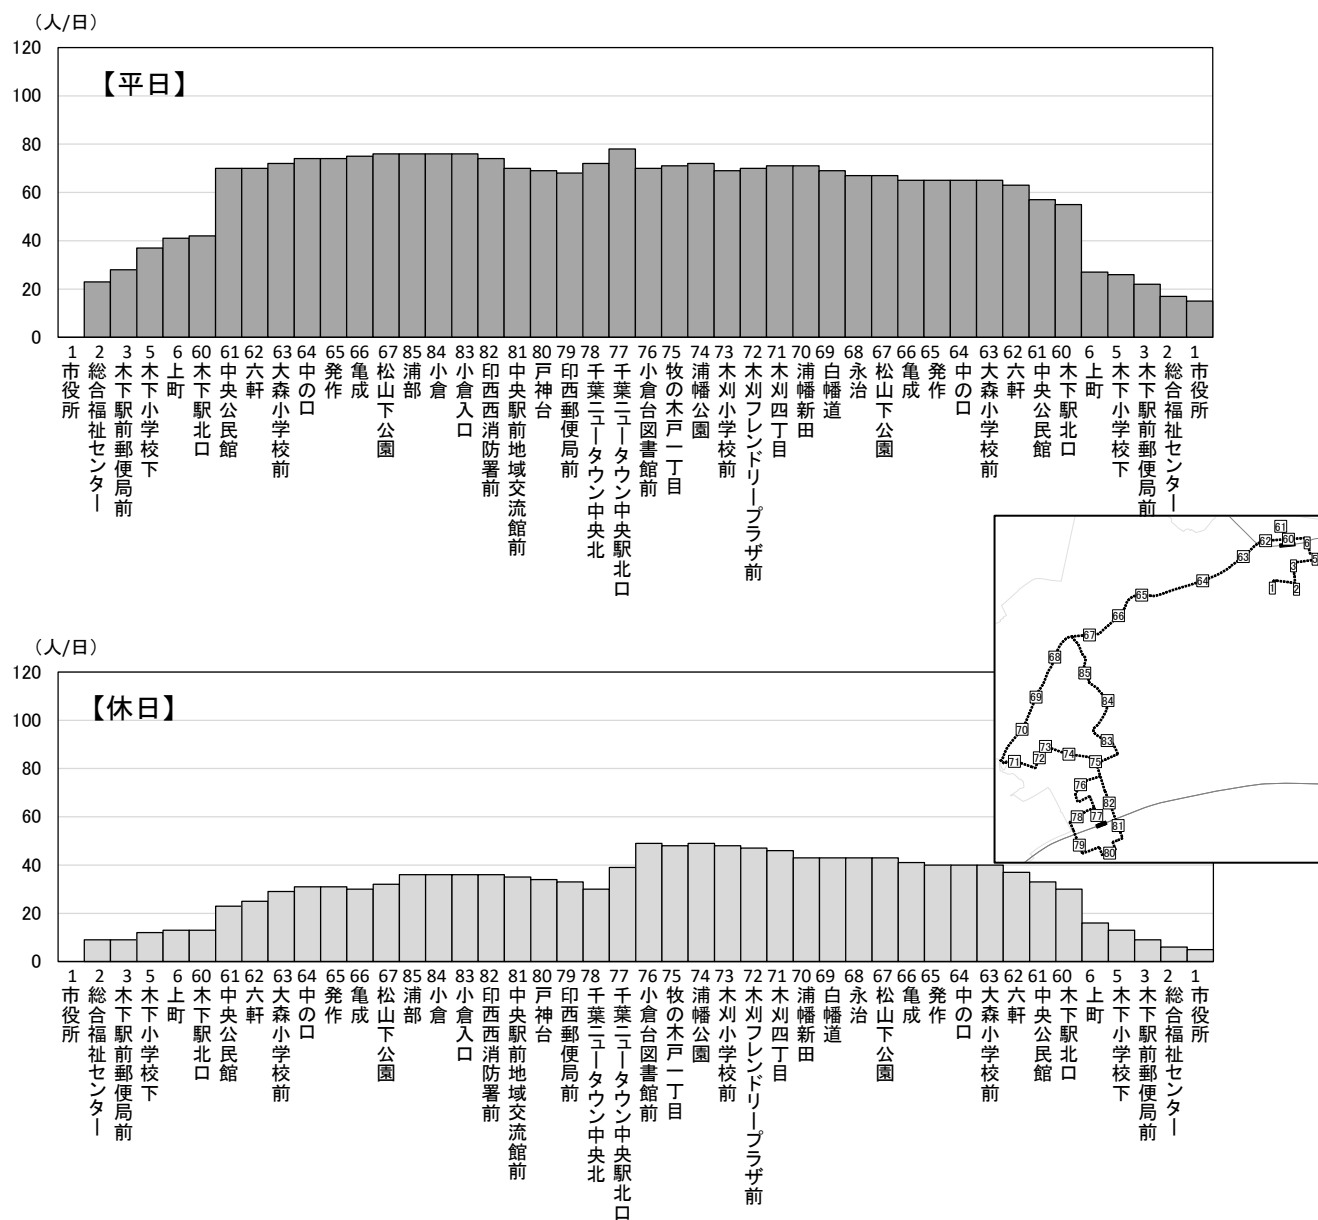 （人/日）
120
100
80
60
40
20
0
【平日】
1 市役所
2 総合福祉センター
3 木下駅前郵便局前
5 木下小学校下
6 上町
60 木下駅北口
61 中央公民館
62 六軒
63 大森小学校前
64 中の口
65 発作
66 亀成
67 松山下公園
85 浦部
84 小倉
83 小倉入口
82 印西西消防署前
81 中央駅前地域交流館前
80 戸神台
79 印西郵便局前
78 千葉ニュータウン中央北
77 千葉ニュータウン中央駅北口
76 小倉台図書館前
75 牧の木戸一丁目
74 浦幡公園
73 木刈小学校前
72 木刈フレンドリープラザ前
71 木刈四丁目
70 浦幡新田
69 白幡道
68 永治
67 松山下公園
66 亀成
65 発作
64 中の口
63 大森小学校前
62 六軒
61 中央公民館
60 木下駅北口
6 上町
5 木下小学校下
3 木下駅前郵便局前
2 総合福祉センター
1 市役所
61
62
60
6
5
63
3
64
1
2
65
66
67
68
85
69
84
70
83
73
74
72
71
75
76
82
78
77
81
79
80
（人/日）
120
100
80
60
40
20
0
【休日】
1 市役所
2 総合福祉センター
3 木下駅前郵便局前
5 木下小学校下
6 上町
60 木下駅北口
61 中央公民館
62 六軒
63 大森小学校前
64 中の口
65 発作
66 亀成
67 松山下公園
85 浦部
84 小倉
83 小倉入口
82 印西西消防署前
81 中央駅前地域交流館前
80 戸神台
79 印西郵便局前
78 千葉ニュータウン中央北
77 千葉ニュータウン中央駅北口
76 小倉台図書館前
75 牧の木戸一丁目
74 浦幡公園
73 木刈小学校前
72 木刈フレンドリープラザ前
71 木刈四丁目
70 浦幡新田
69 白幡道
68 永治
67 松山下公園
66 亀成
65 発作
64 中の口
63 大森小学校前
62 六軒
61 中央公民館
60 木下駅北口
6 上町
5 木下小学校下
3 木下駅前郵便局前
2 総合福祉センター
1 市役所